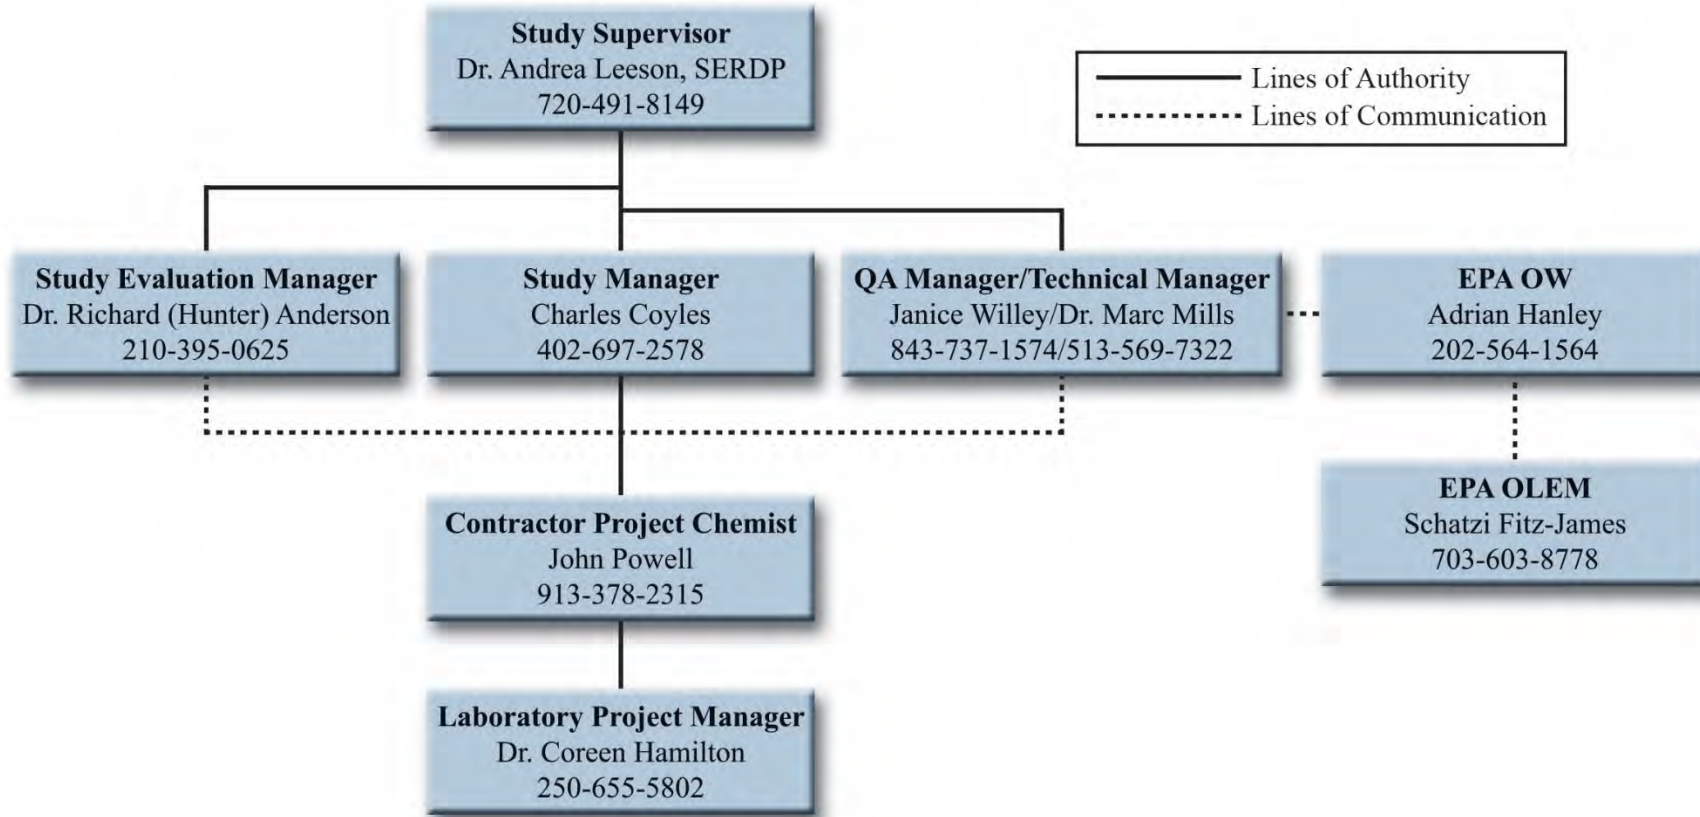 Study Supervisor
Dr. Andrea Leeson, SERDP
720-491-8149
Lines of Authority
Lines of Communication
Study Evaluation Manager
Dr. Richard (Hunter) Anderson
210-395-0625
Study Manager
Charles Coyles
402-697-2578
QA Manager/Technical Manager
Janice Willey/Dr. Marc Mills
843-737-1574/513-569-7322
EPA OW
Adrian Hanley
202-564-1564
EPA OLEM
Schatzi Fitz-James
703-603-8778
Contractor Project Chemist
John Powell
913-378-2315
Laboratory Project Manager
Dr. Coreen Hamilton
250-655-5802